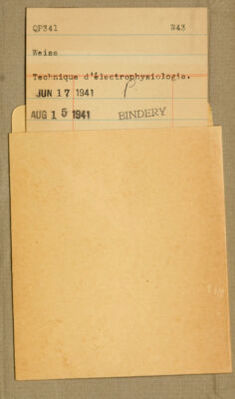 QP341 W43
Weiss
Technique d'électrophysiologie.
JUN 17 1941
AUG 15 1941 BINDERY